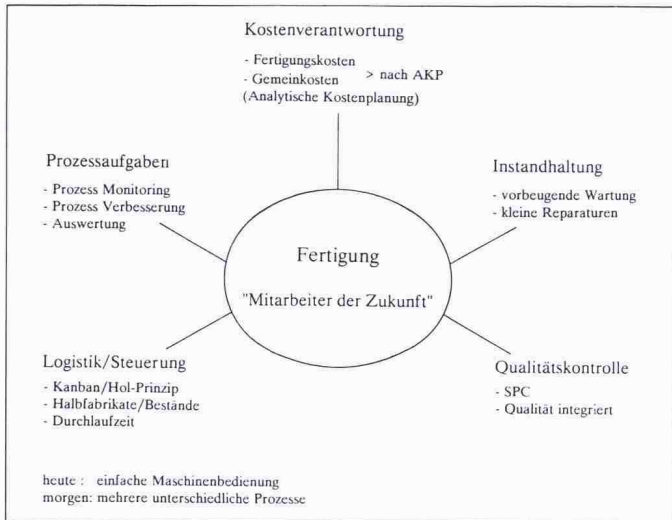 Kostenverantwortung
- Fertigungskosten
- Gemeinkosten > nach AKP
(Analytische Kostenplanung)
Prozessaufgaben
- Prozess Monitoring
- Prozess Verbesserung
- Auswertung
Instandhaltung
- vorbeugende Wartung
- kleine Reparaturen
Fertigung
"Mitarbeiter der Zukunft"
Logistik/Steuerung
- Kanban/Hol-Prinzip
- Halbfabrikate/Bestände
- Durchlaufzeit
Qualitätskontrolle
- SPC
- Qualität integriert
heute : einfache Maschinenbedienung
morgen: mehrere unterschiedliche Prozesse